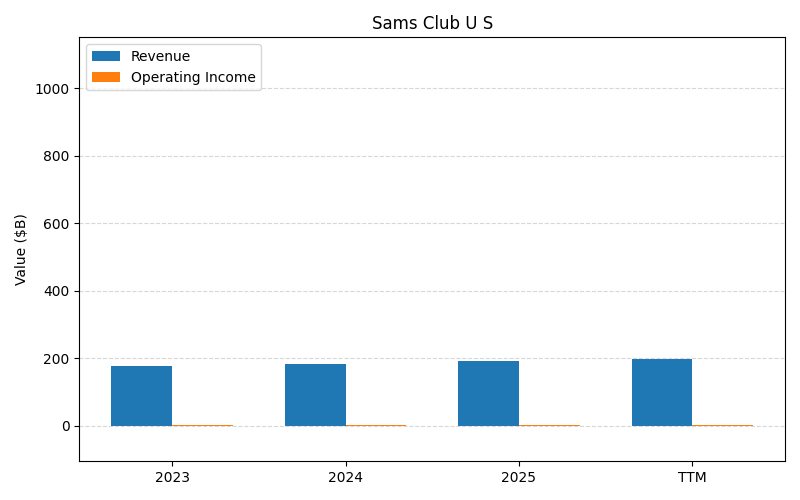 Sams Club U S
Revenue
Operating Income
Value ($B)
1000
800
600
400
200
0
2023
2024
2025
TTM